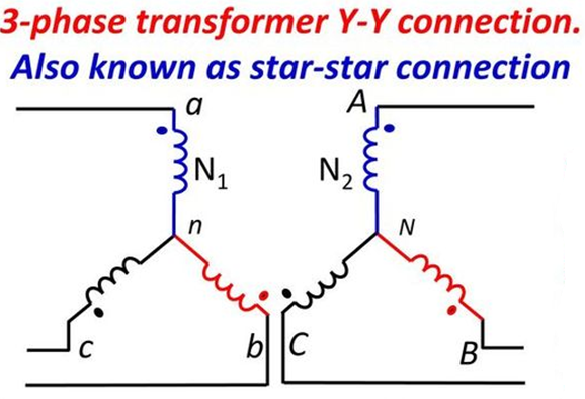 3-phase transformer Y-Y connection.
Also known as star-star connection
a A
N₁ N₂
n N
c b C B